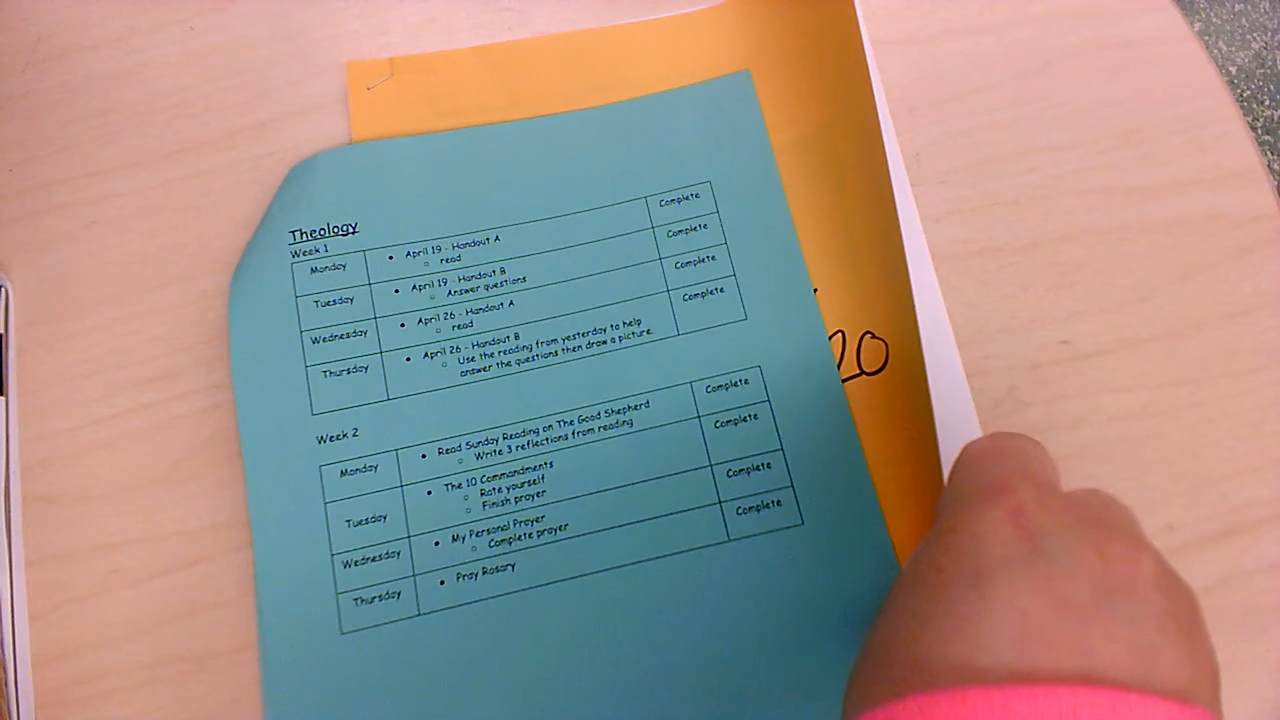 Theology
Week 1
Monday
• April 19 - Handout A
○ read
Complete
Tuesday
• April 19 - Handout B
○ Answer questions
Complete
Wednesday
• April 26 - Handout A
○ read
Complete
Thursday
• April 26 - Handout B
○ Use the reading from yesterday to help
answer the questions then draw a picture.
Complete
Week 2
Monday
• Read Sunday Reading on The Good Shepherd
○ Write 3 reflections from reading
Complete
Tuesday
• The 10 Commandments
○ Rate yourself
○ Finish prayer
Complete
Wednesday
• My Personal Prayer
○ Complete prayer
Complete
Thursday
• Pray Rosary
Complete
20